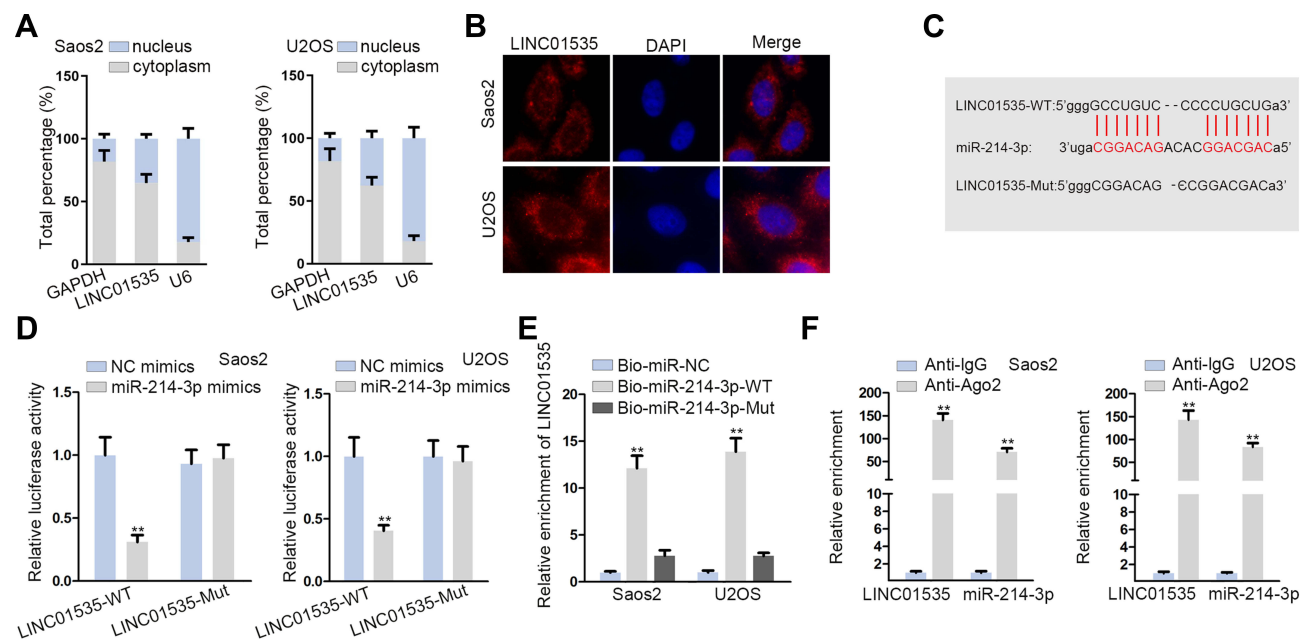 A
Saos2
nucleus
cytoplasm
Total percentage (%)
150
100
50
0
GAPDH
LINC01535
U6
U2OS
nucleus
cytoplasm
Total percentage (%)
150
100
50
0
GAPDH
LINC01535
U6
B
LINC01535 DAPI Merge
Saos2
U2OS
C
LINC01535-WT:5'gggGCCUGUC - - CCCCUGCUGa3'
miR-214-3p: 3'ugaCGGACAGACACGGACGACa5'
LINC01535-Mut:5'gggCGGACAG -ЄCGGACGACa3'
D
NC mimics Saos2
miR-214-3p mimics
Relative luciferase activity
1.5
1.0
0.5
0.0
LINC01535-WT
LINC01535-Mut
**
NC mimics U2OS
miR-214-3p mimics
Relative luciferase activity
1.5
1.0
0.5
0.0
LINC01535-WT
LINC01535-Mut
**
E
Bio-miR-NC
Bio-miR-214-3p-WT
Bio-miR-214-3p-Mut
Relative enrichment of LINC01535
20
15
10
5
0
** **
Saos2 U2OS
F
Anti-IgG Saos2
Anti-Ago2
Relative enrichment
200
150
100
50
10
8
6
4
2
** **
LINC01535 miR-214-3p
Anti-IgG U2OS
Anti-Ago2
Relative enrichment
200
150
100
50
10
8
6
4
2
** **
LINC01535 miR-214-3p